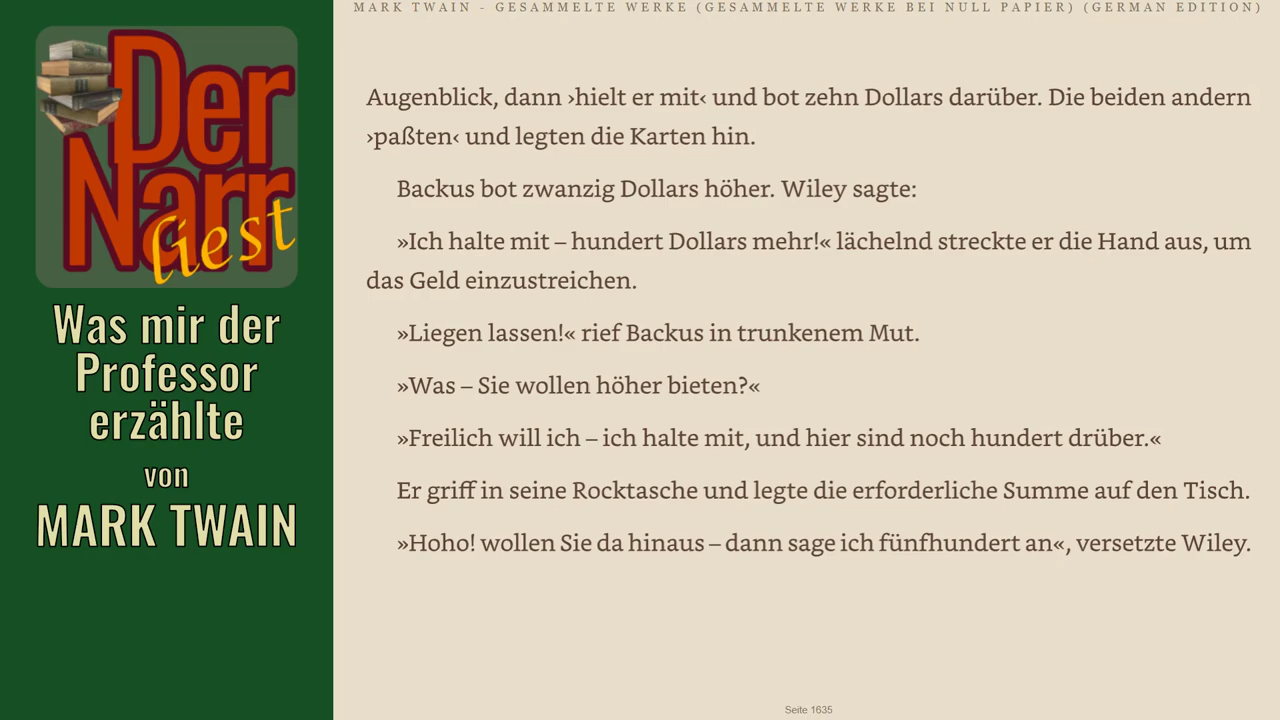 Der
Narr
liest
Was mir der
Professor
erzählte
von
MARK TWAIN
MARK TWAIN - GESAMMELTE WERKE (GESAMMELTE WERKE BEI NULL PAPIER) (GERMAN EDITION)
Augenblick, dann ›hielt er mit‹ und bot zehn Dollars darüber. Die beiden andern
›paßten‹ und legten die Karten hin.
Backus bot zwanzig Dollars höher. Wiley sagte:
»Ich halte mit – hundert Dollars mehr!« lächelnd streckte er die Hand aus, um
das Geld einzustreichen.
»Liegen lassen!« rief Backus in trunkenem Mut.
»Was – Sie wollen höher bieten?«
»Freilich will ich – ich halte mit, und hier sind noch hundert drüber.«
Er griff in seine Rocktasche und legte die erforderliche Summe auf den Tisch.
»Hoho! wollen Sie da hinaus – dann sage ich fünfhundert an«, versetzte Wiley.
Seite 1635